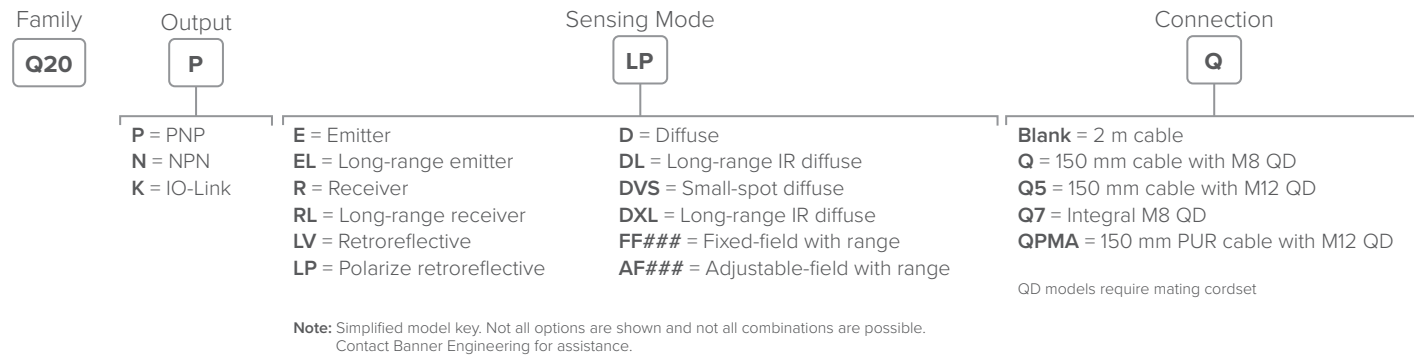 Family
Output
Sensing Mode
Connection
Q20
P
LP
Q
P = PNP
N = NPN
K = IO-Link
E = Emitter
EL = Long-range emitter
R = Receiver
RL = Long-range receiver
LV = Retroreflective
LP = Polarize retroreflective
D = Diffuse
DL = Long-range IR diffuse
DVS = Small-spot diffuse
DXL = Long-range IR diffuse
FF### = Fixed-field with range
AF### = Adjustable-field with range
Blank = 2 m cable
Q = 150 mm cable with M8 QD
Q5 = 150 mm cable with M12 QD
Q7 = Integral M8 QD
QPMA = 150 mm PUR cable with M12 QD
QD models require mating cordset
Note: Simplified model key. Not all options are shown and not all combinations are possible.
Contact Banner Engineering for assistance.